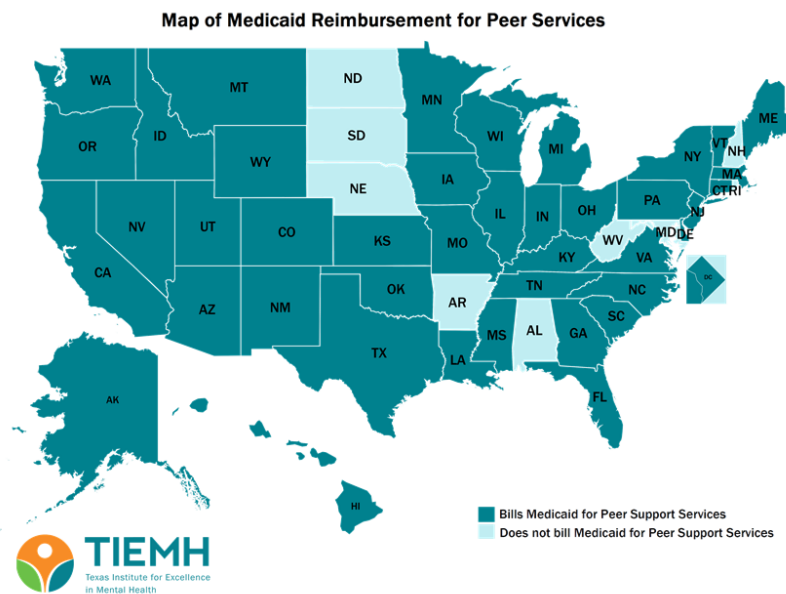 Map of Medicaid Reimbursement for Peer Services
WA
MT
ND
MN
OR
ID
WY
SD
WI
MI
NY
VT
NH
ME
MA
CT
RI
NV
UT
CO
NE
IA
IL
IN
OH
PA
NJ
CA
KS
MO
KY
WV
MD
DE
VA
DC
AZ
NM
OK
AR
TN
NC
SC
TX
LA
MS
AL
GA
FL
AK
HI
Bills Medicaid for Peer Support Services
Does not bill Medicaid for Peer Support Services
TIEMH
Texas Institute for Excellence
in Mental Health